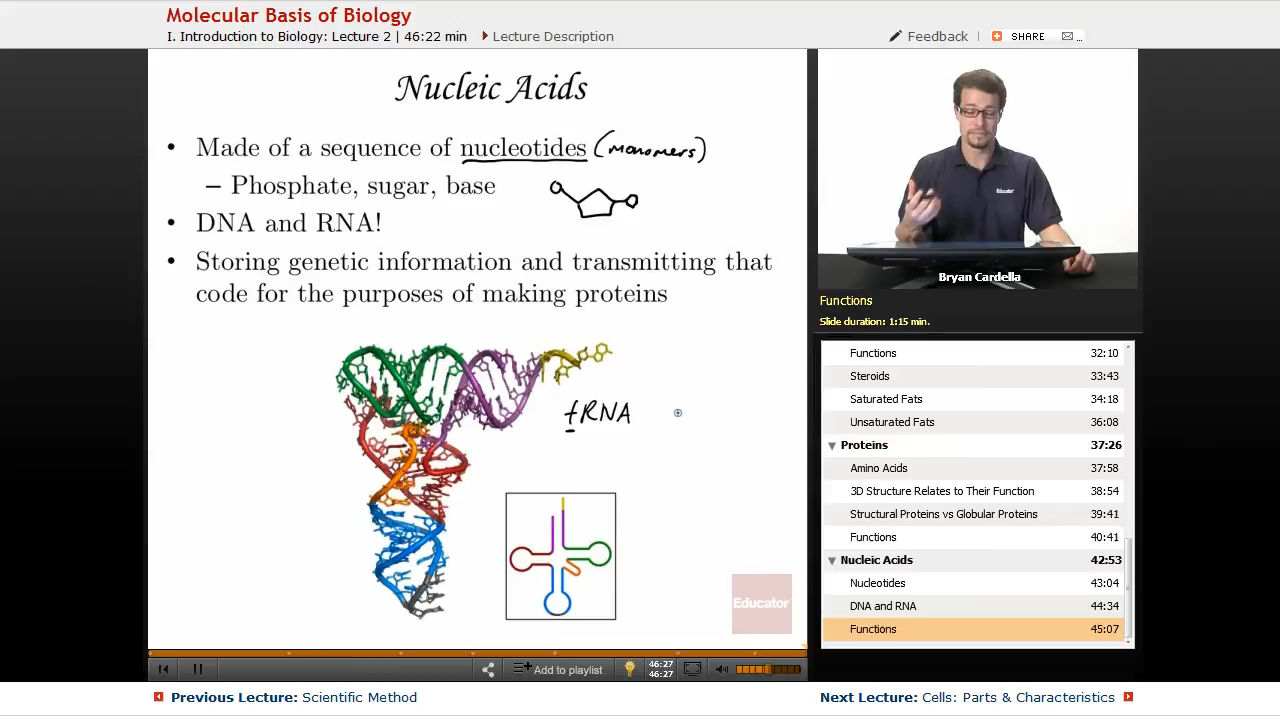 Molecular Basis of Biology
I. Introduction to Biology: Lecture 2 | 46:22 min Lecture Description
Feedback SHARE
Nucleic Acids
• Made of a sequence of nucleotides (monomers)
– Phosphate, sugar, base
• DNA and RNA!
• Storing genetic information and transmitting that
code for the purposes of making proteins
tRNA
Educator
Educator
Bryan Cardella
Functions
Slide duration: 1:15 min.
Functions 32:10
Steroids 33:43
Saturated Fats 34:18
Unsaturated Fats 36:08
Proteins 37:26
Amino Acids 37:58
3D Structure Relates to Their Function 38:54
Structural Proteins vs Globular Proteins 39:41
Functions 40:41
Nucleic Acids 42:53
Nucleotides 43:04
DNA and RNA 44:34
Functions 45:07
Add to playlist
46:27
46:27
Previous Lecture: Scientific Method
Next Lecture: Cells: Parts & Characteristics